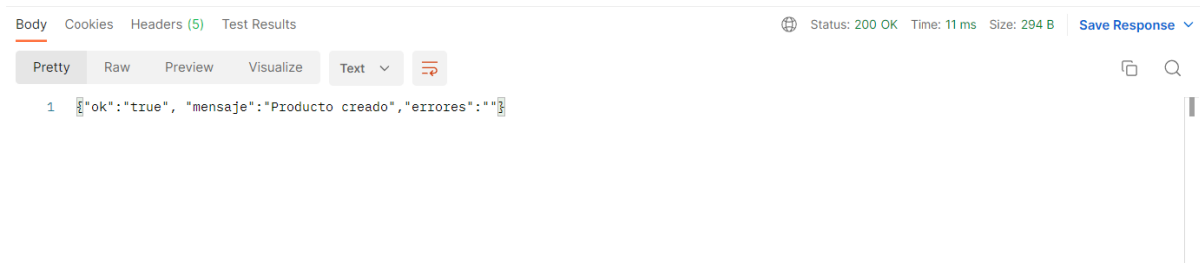 Body Cookies Headers (5) Test Results Status: 200 OK Time: 11 ms Size: 294 B Save Response
Pretty Raw Preview Visualize Text
1 {"ok":"true", "mensaje":"Producto creado","errores":""}